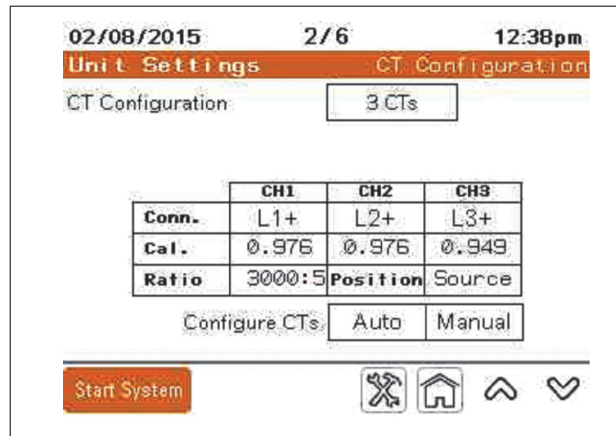 02/08/2015 2/6 12:38pm
Unit Settings CT Configuration
CT Configuration 3 CTs
CH1 CH2 CH3
Conn. L1+ L2+ L3+
Cal. 0.976 0.976 0.949
Ratio 3000:5 Position Source
Configure CTs Auto Manual
Start System